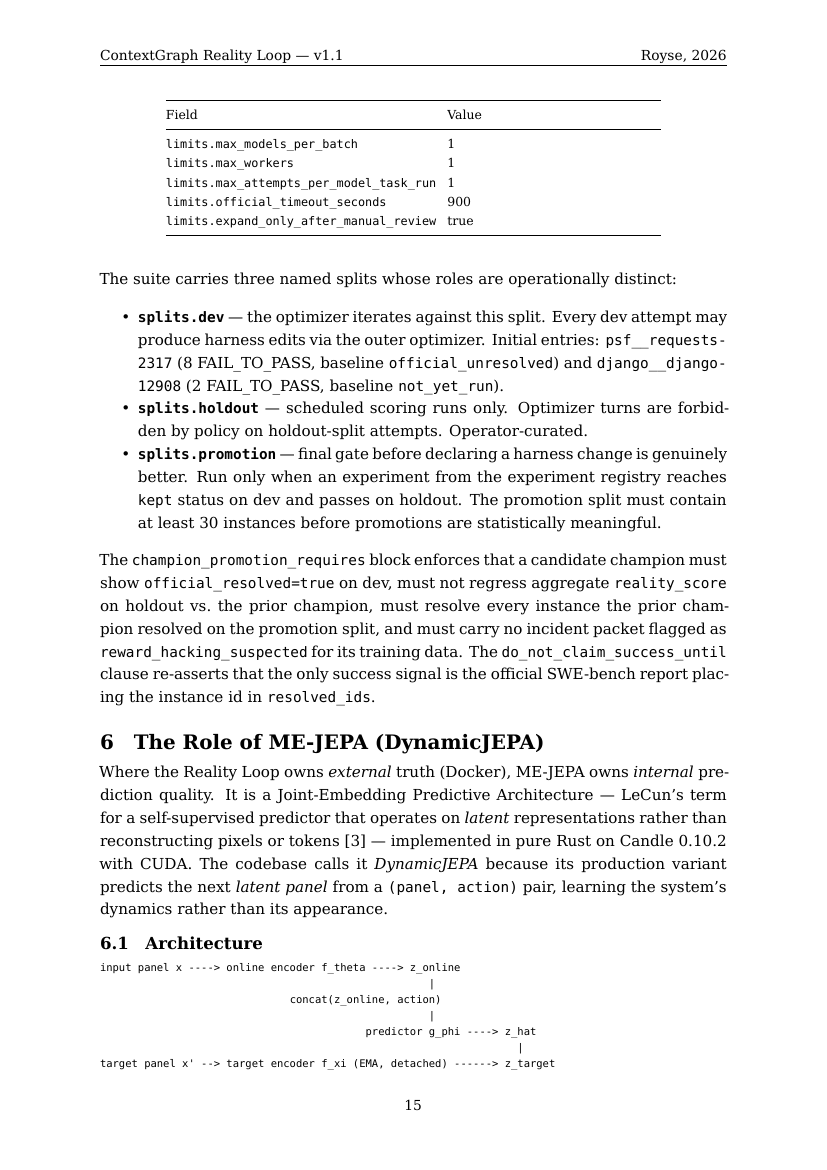 ContextGraph Reality Loop — v1.1 Royse, 2026
Field Value
limits.max_models_per_batch 1
limits.max_workers 1
limits.max_attempts_per_model_task_run 1
limits.official_timeout_seconds 900
limits.expand_only_after_manual_review true
The suite carries three named splits whose roles are operationally distinct:
• splits.dev — the optimizer iterates against this split. Every dev attempt may
produce harness edits via the outer optimizer. Initial entries: psf__requests-
2317 (8 FAIL_TO_PASS, baseline official_unresolved) and django__django-
12908 (2 FAIL_TO_PASS, baseline not_yet_run).
• splits.holdout — scheduled scoring runs only. Optimizer turns are forbid-
den by policy on holdout-split attempts. Operator-curated.
• splits.promotion — final gate before declaring a harness change is genuinely
better. Run only when an experiment from the experiment registry reaches
kept status on dev and passes on holdout. The promotion split must contain
at least 30 instances before promotions are statistically meaningful.
The champion_promotion_requires block enforces that a candidate champion must
show official_resolved=true on dev, must not regress aggregate reality_score
on holdout vs. the prior champion, must resolve every instance the prior cham-
pion resolved on the promotion split, and must carry no incident packet flagged as
reward_hacking_suspected for its training data. The do_not_claim_success_until
clause re-asserts that the only success signal is the official SWE-bench report plac-
ing the instance id in resolved_ids.
6 The Role of ME-JEPA (DynamicJEPA)
Where the Reality Loop owns external truth (Docker), ME-JEPA owns internal pre-
diction quality. It is a Joint-Embedding Predictive Architecture — LeCun’s term
for a self-supervised predictor that operates on latent representations rather than
reconstructing pixels or tokens [3] — implemented in pure Rust on Candle 0.10.2
with CUDA. The codebase calls it DynamicJEPA because its production variant
predicts the next latent panel from a (panel, action) pair, learning the system’s
dynamics rather than its appearance.
6.1 Architecture
input panel x ----> online encoder f_theta ----> z_online
|
concat(z_online, action)
|
predictor g_phi ----> z_hat
|
target panel x' --> target encoder f_xi (EMA, detached) ------> z_target
15